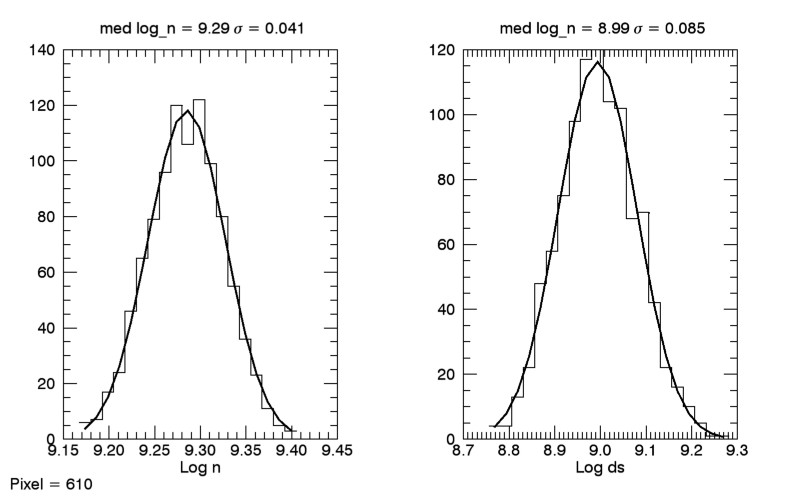 med log_n = 9.29 σ = 0.041
140
120
100
80
60
40
20
0
9.15 9.20 9.25 9.30 9.35 9.40 9.45
Log n
med log_n = 8.99 σ = 0.085
120
100
80
60
40
20
0
8.7 8.8 8.9 9.0 9.1 9.2 9.3
Log ds
Pixel = 610